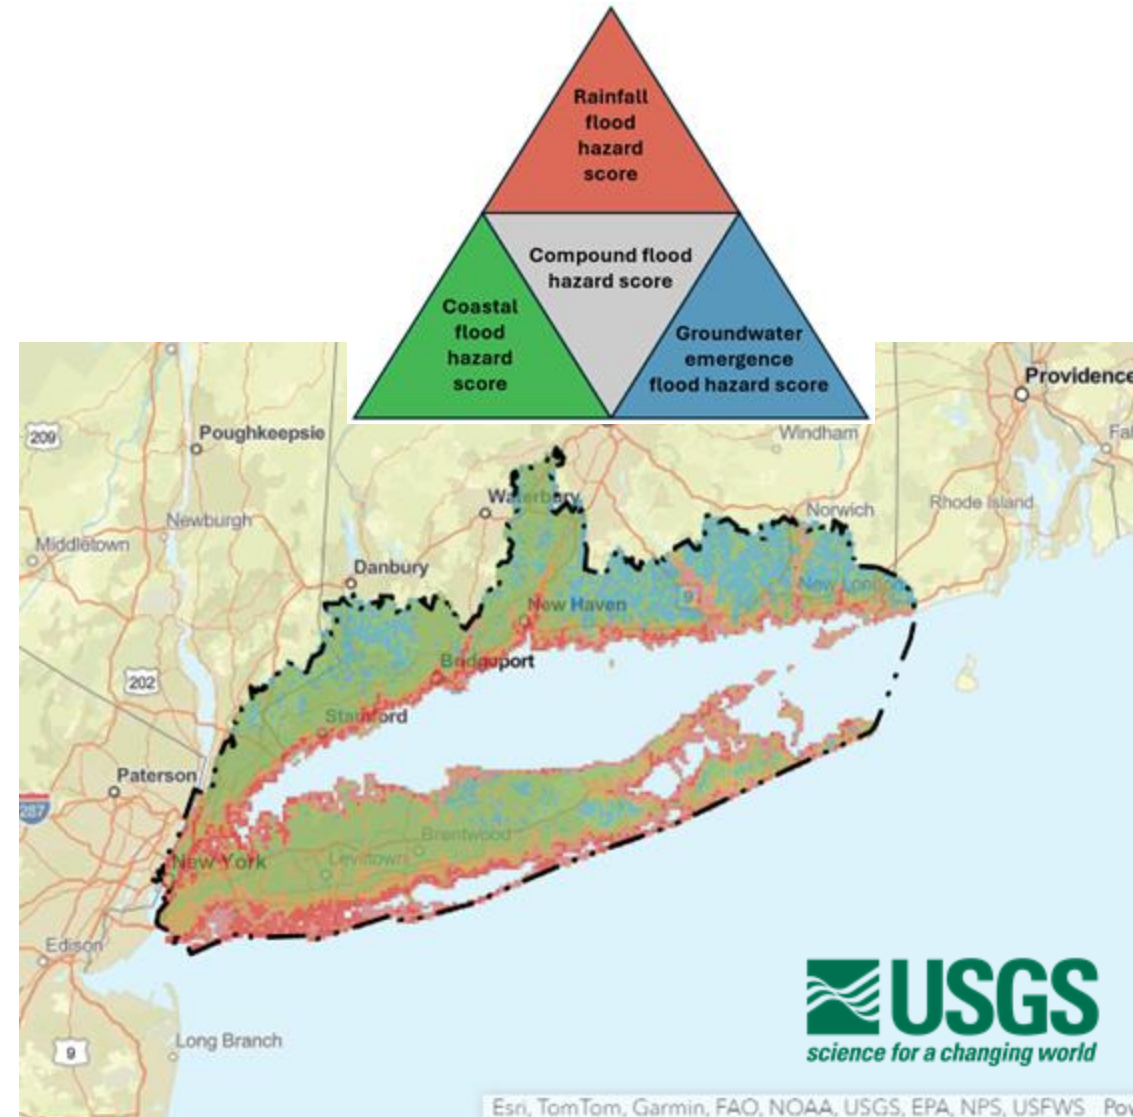 Rainfall
flood
hazard
score
Compound flood
hazard score
Coastal
flood
hazard
score
Groundwater
emergence
flood hazard score
Providence
209
Poughkeepsie
Windham
Fal
Waterbury
Newburgh
Norwich
Rhode Island
Middletown
Danbury
New London
9
New Haven
Bridgeport
202
Stamford
Paterson
287
Brentwood
New York
Levittown
Edison
USGS
science for a changing world
Long Branch
9
Esri, TomTom, Garmin, FAO, NOAA, USGS, EPA, NPS, USFWS Pow